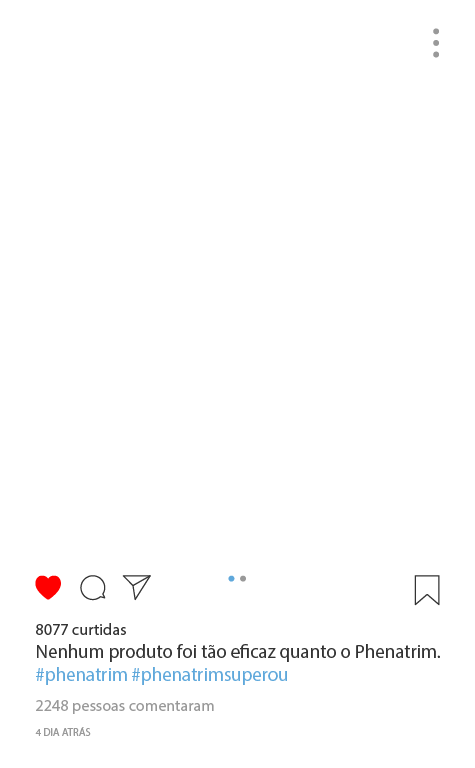 8077 curtidas
Nenhum produto foi tão eficaz quanto o Phenatrim.
#phenatrim #phenatrimsuperou
2248 pessoas comentaram
4 DIA ATRÁS